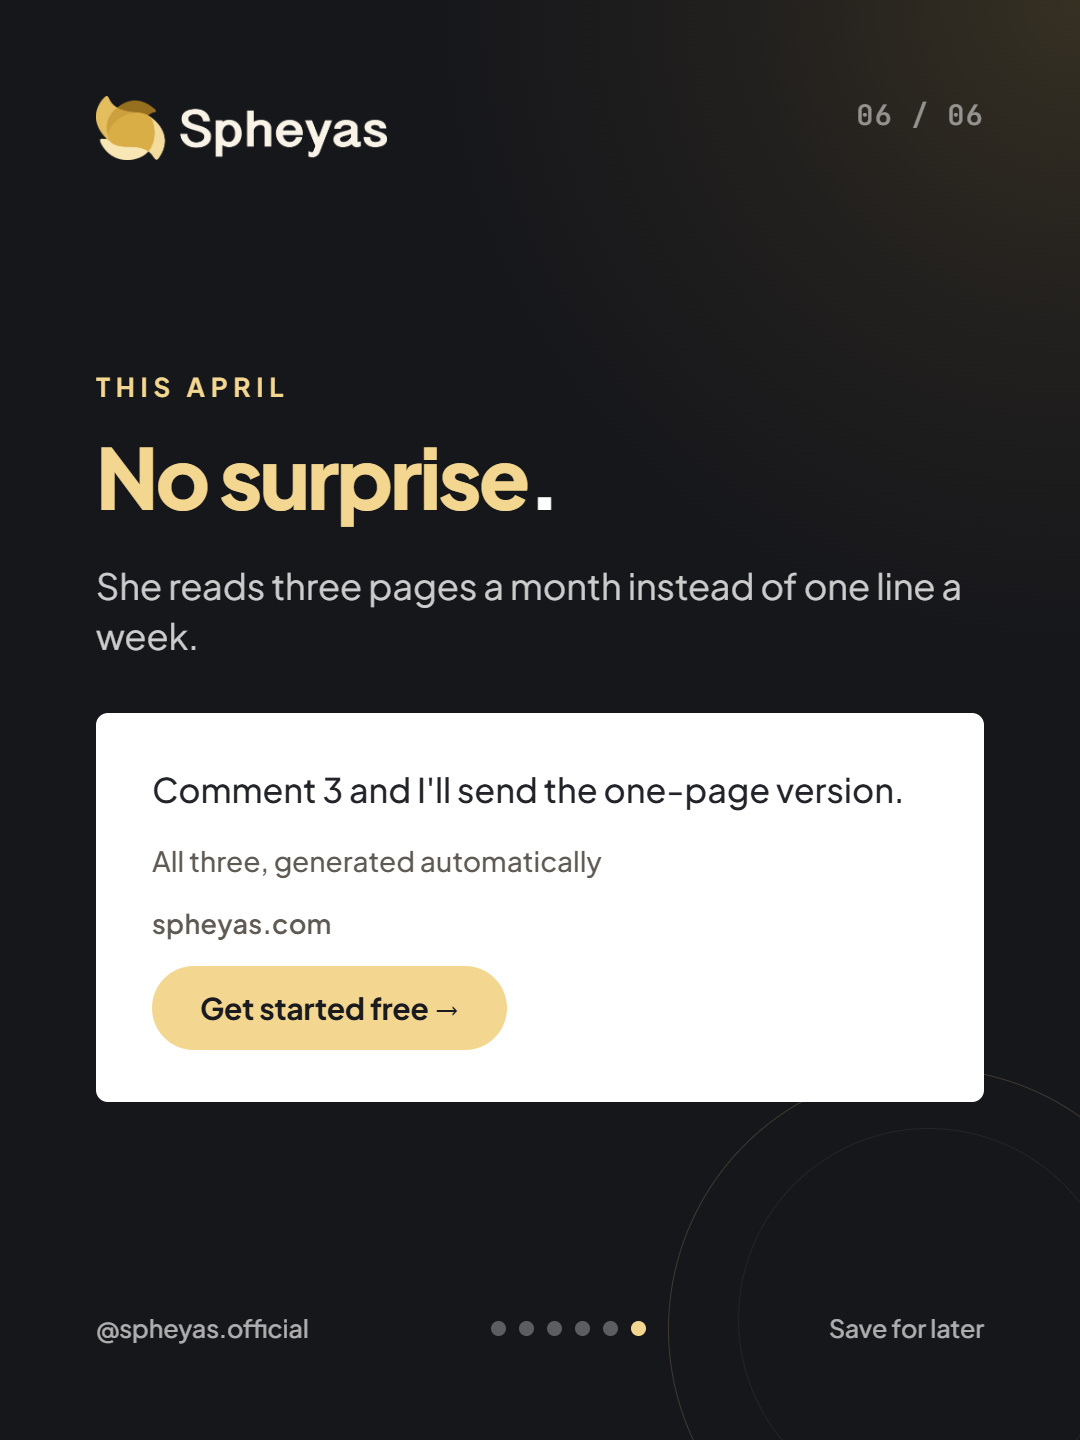 Spheyas
06 / 06
THIS APRIL
No surprise.
She reads three pages a month instead of one line a
week.
Comment 3 and I'll send the one-page version.
All three, generated automatically
spheyas.com
Get started free →
@spheyas.official
Save for later